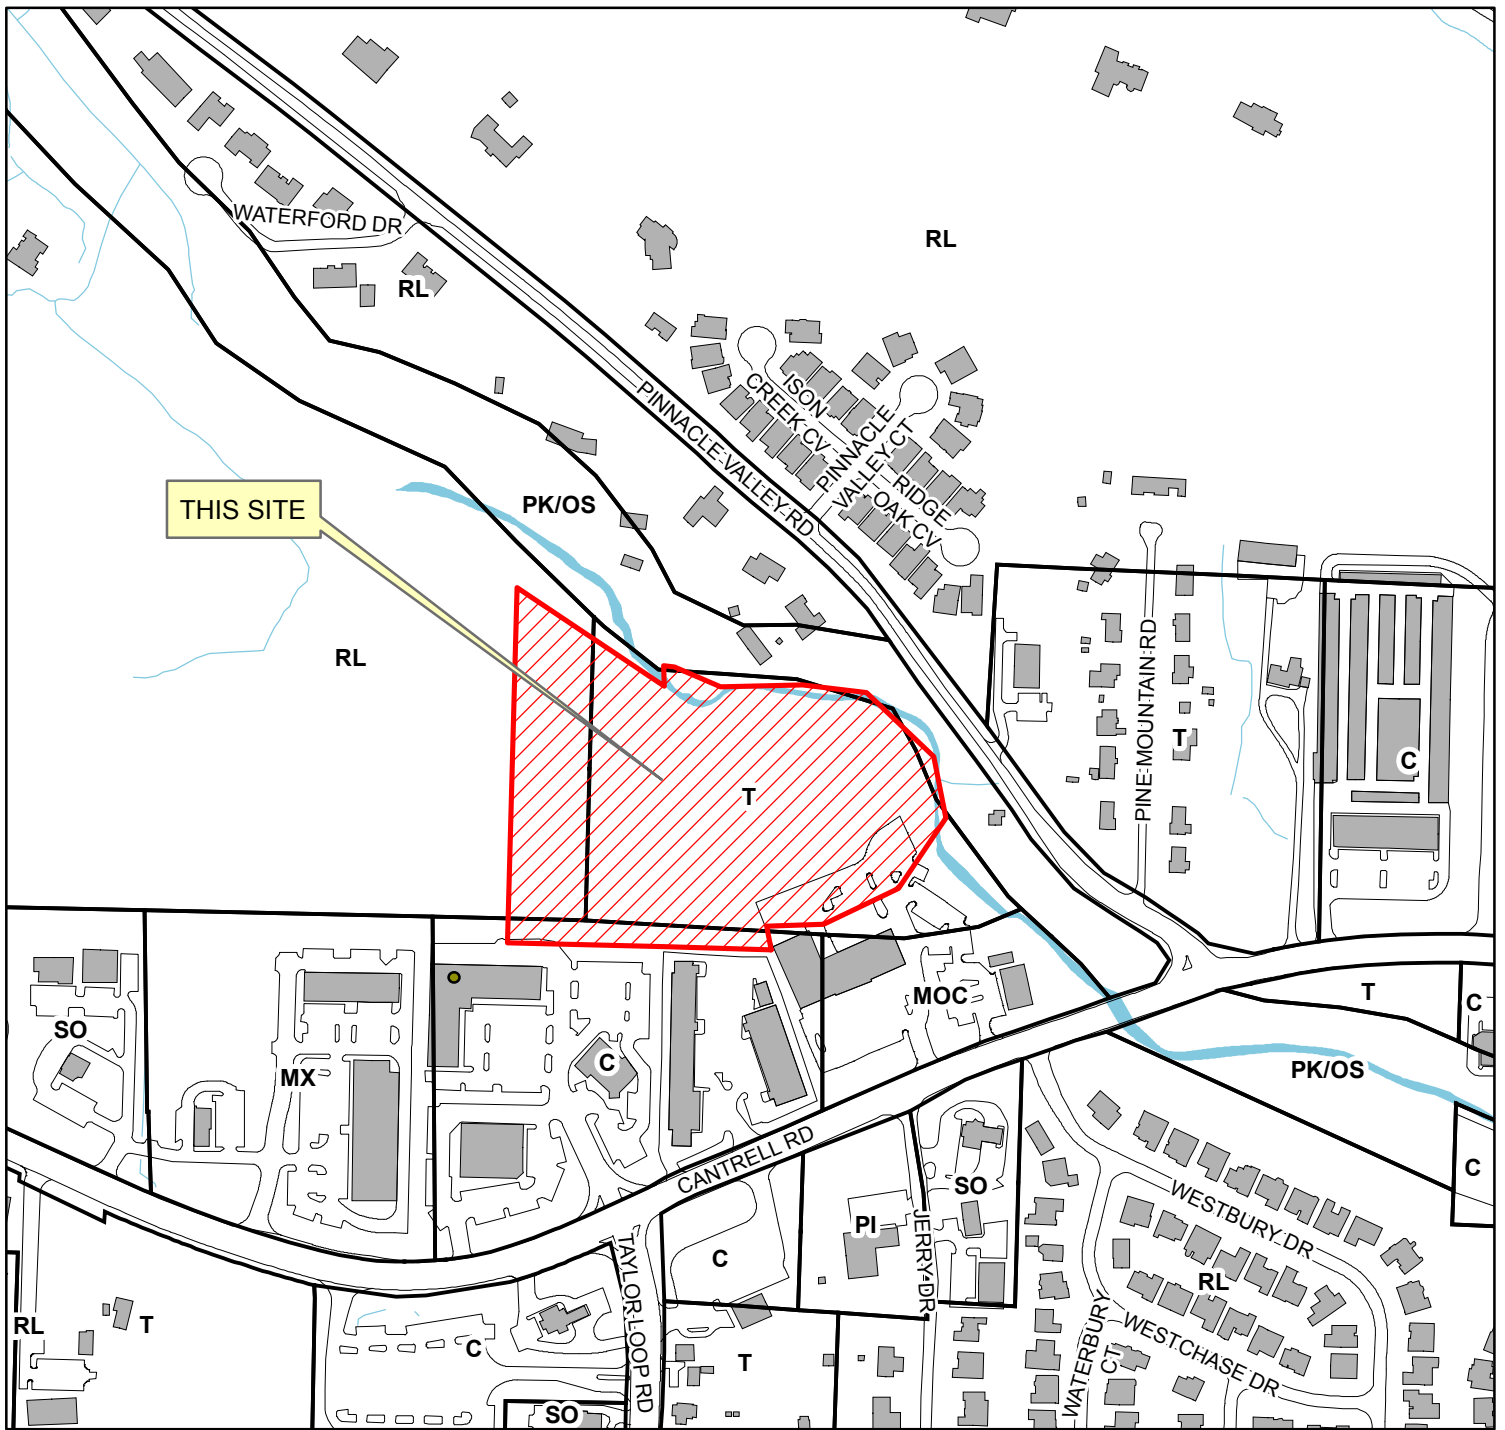 WATERFORD DR
RL
RL
ISON
CREEK CV
PINNACLE
VALLEY CT
RIDGE
OAK CV
PINNACLE VALLEY RD
THIS SITE
PK/OS
RL
PINE MOUNTAIN RD
T
C
T
SO
MX
C
MOC
T
C
PK/OS
CANTRELL RD
C
SO
PI
JERRY DR
WESTBURY DR
C
TAYLOR LOOP RD
RL
RL
T
C
T
WATERBURY
CT
WESTCHASE DR
SO